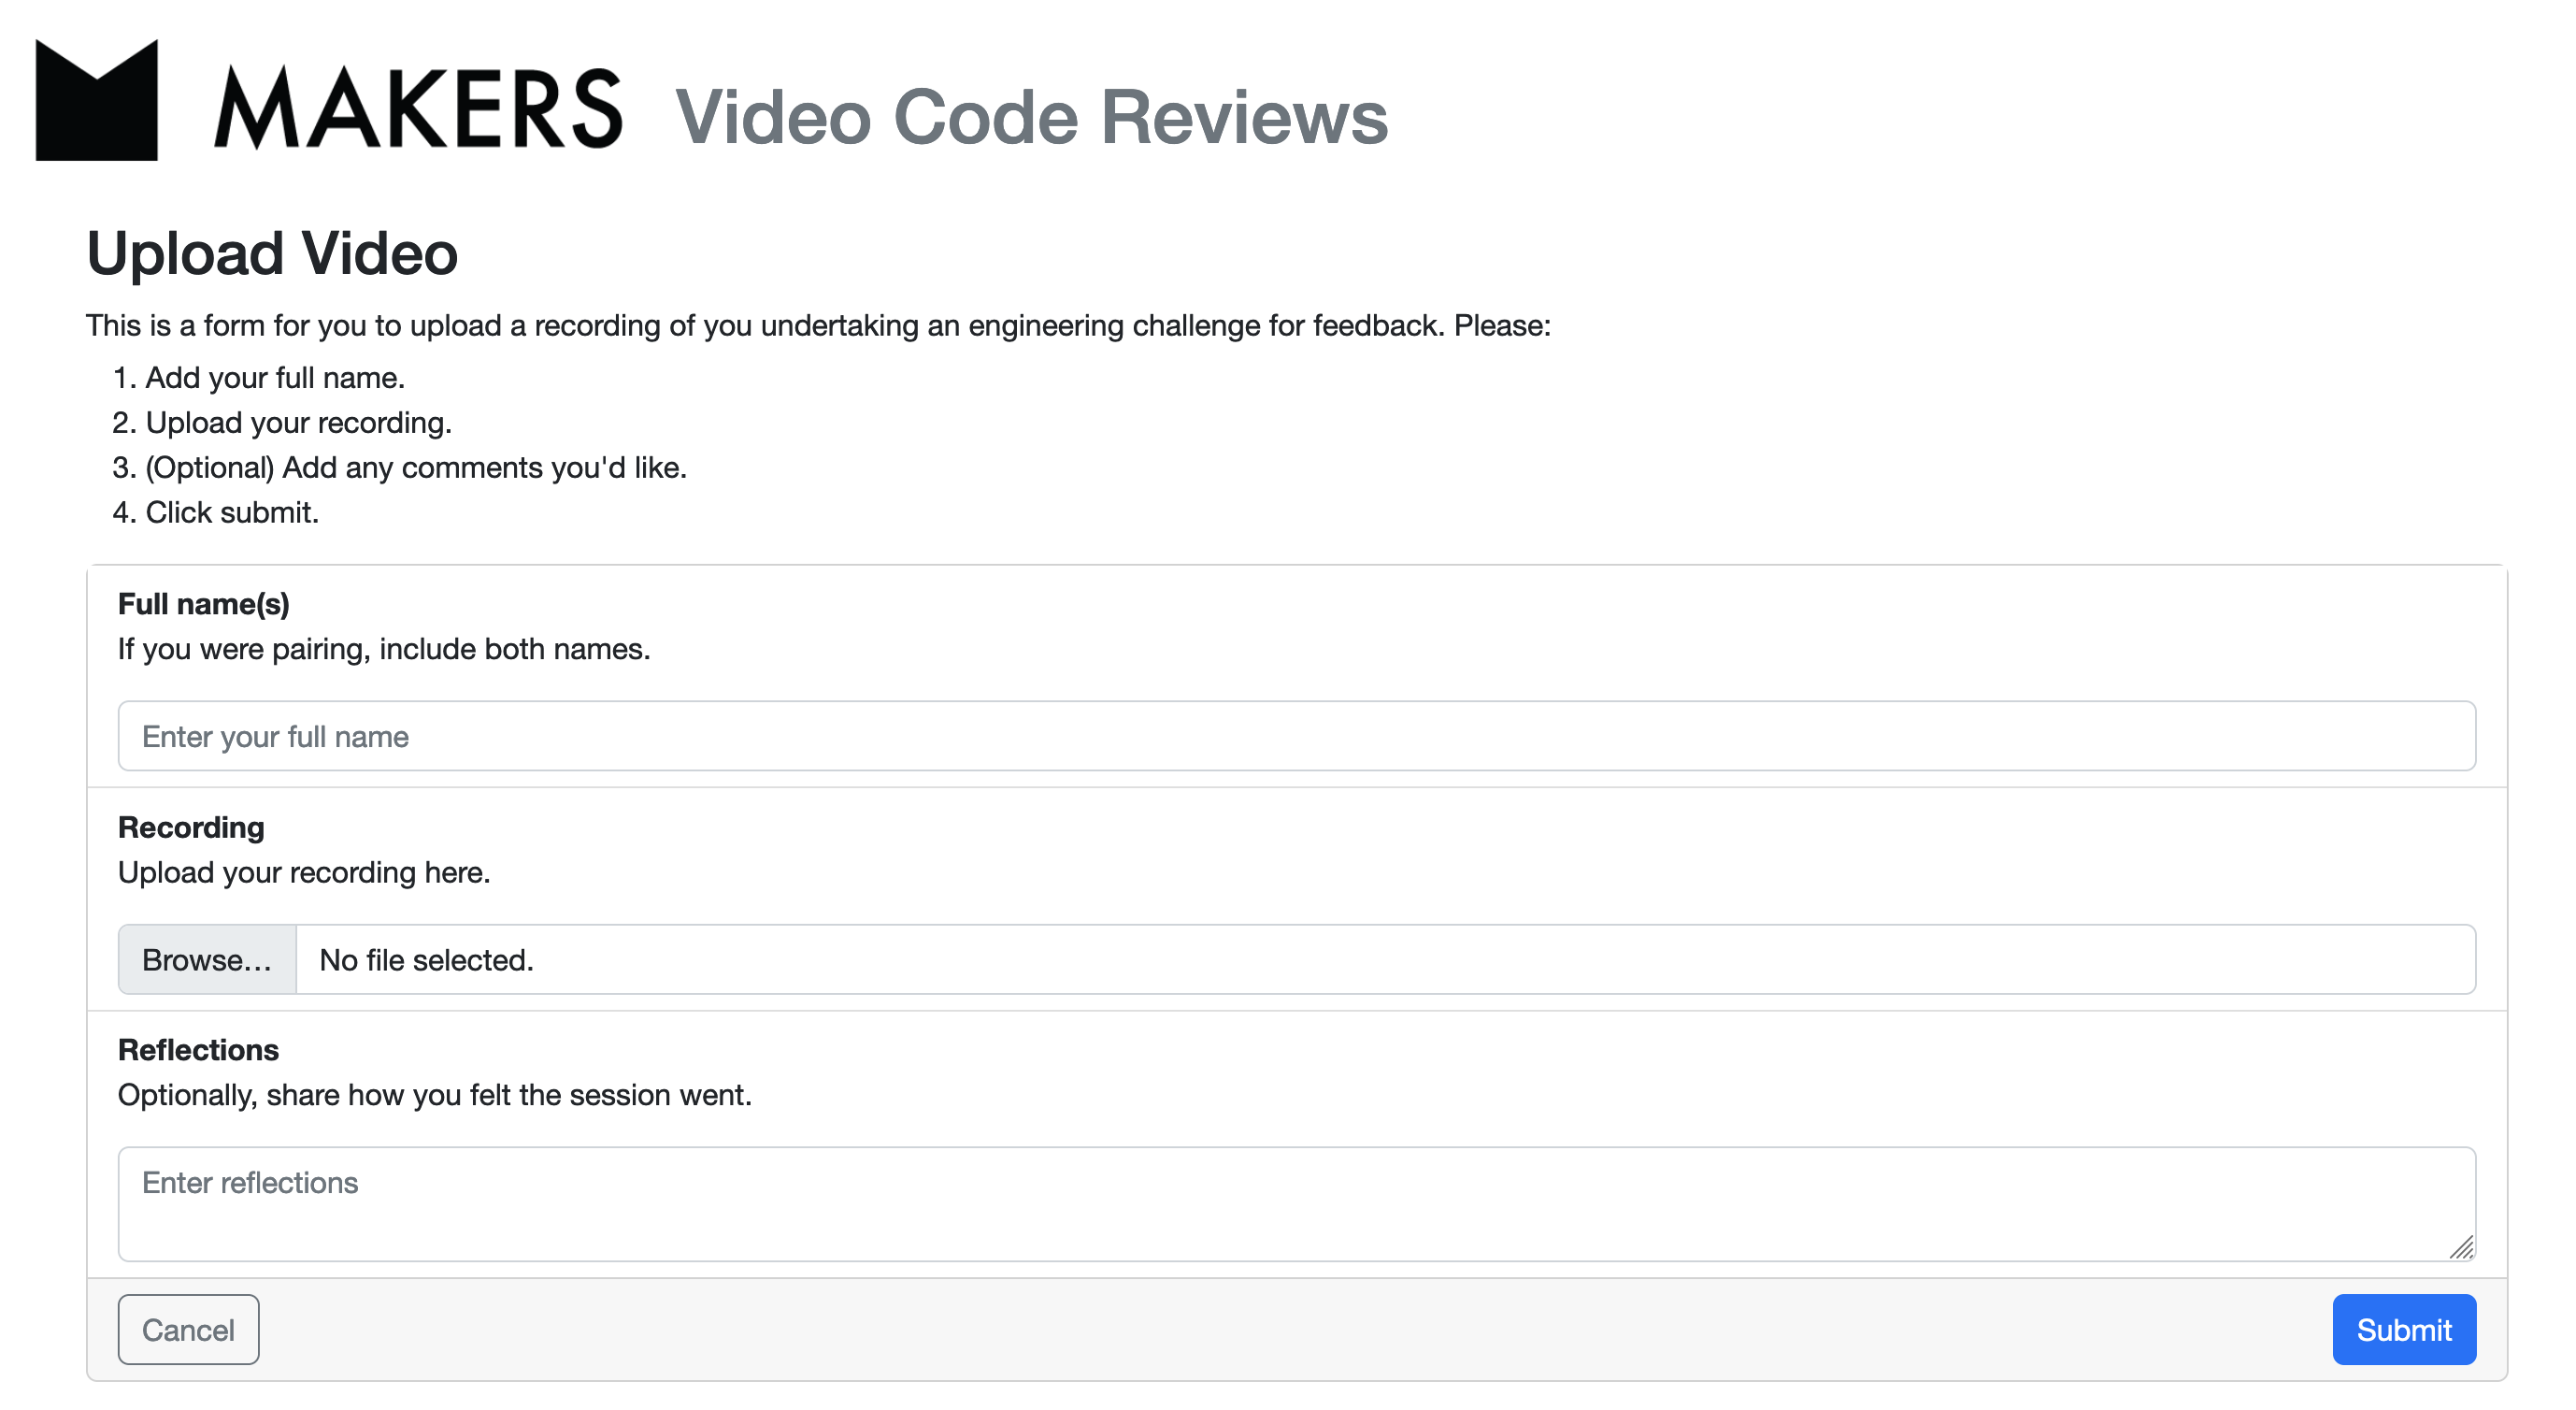 MAKERS Video Code Reviews
Upload Video
This is a form for you to upload a recording of you undertaking an engineering challenge for feedback. Please:
1. Add your full name.
2. Upload your recording.
3. (Optional) Add any comments you'd like.
4. Click submit.
Full name(s)
If you were pairing, include both names.
Enter your full name
Recording
Upload your recording here.
Browse... No file selected.
Reflections
Optionally, share how you felt the session went.
Enter reflections
Cancel Submit